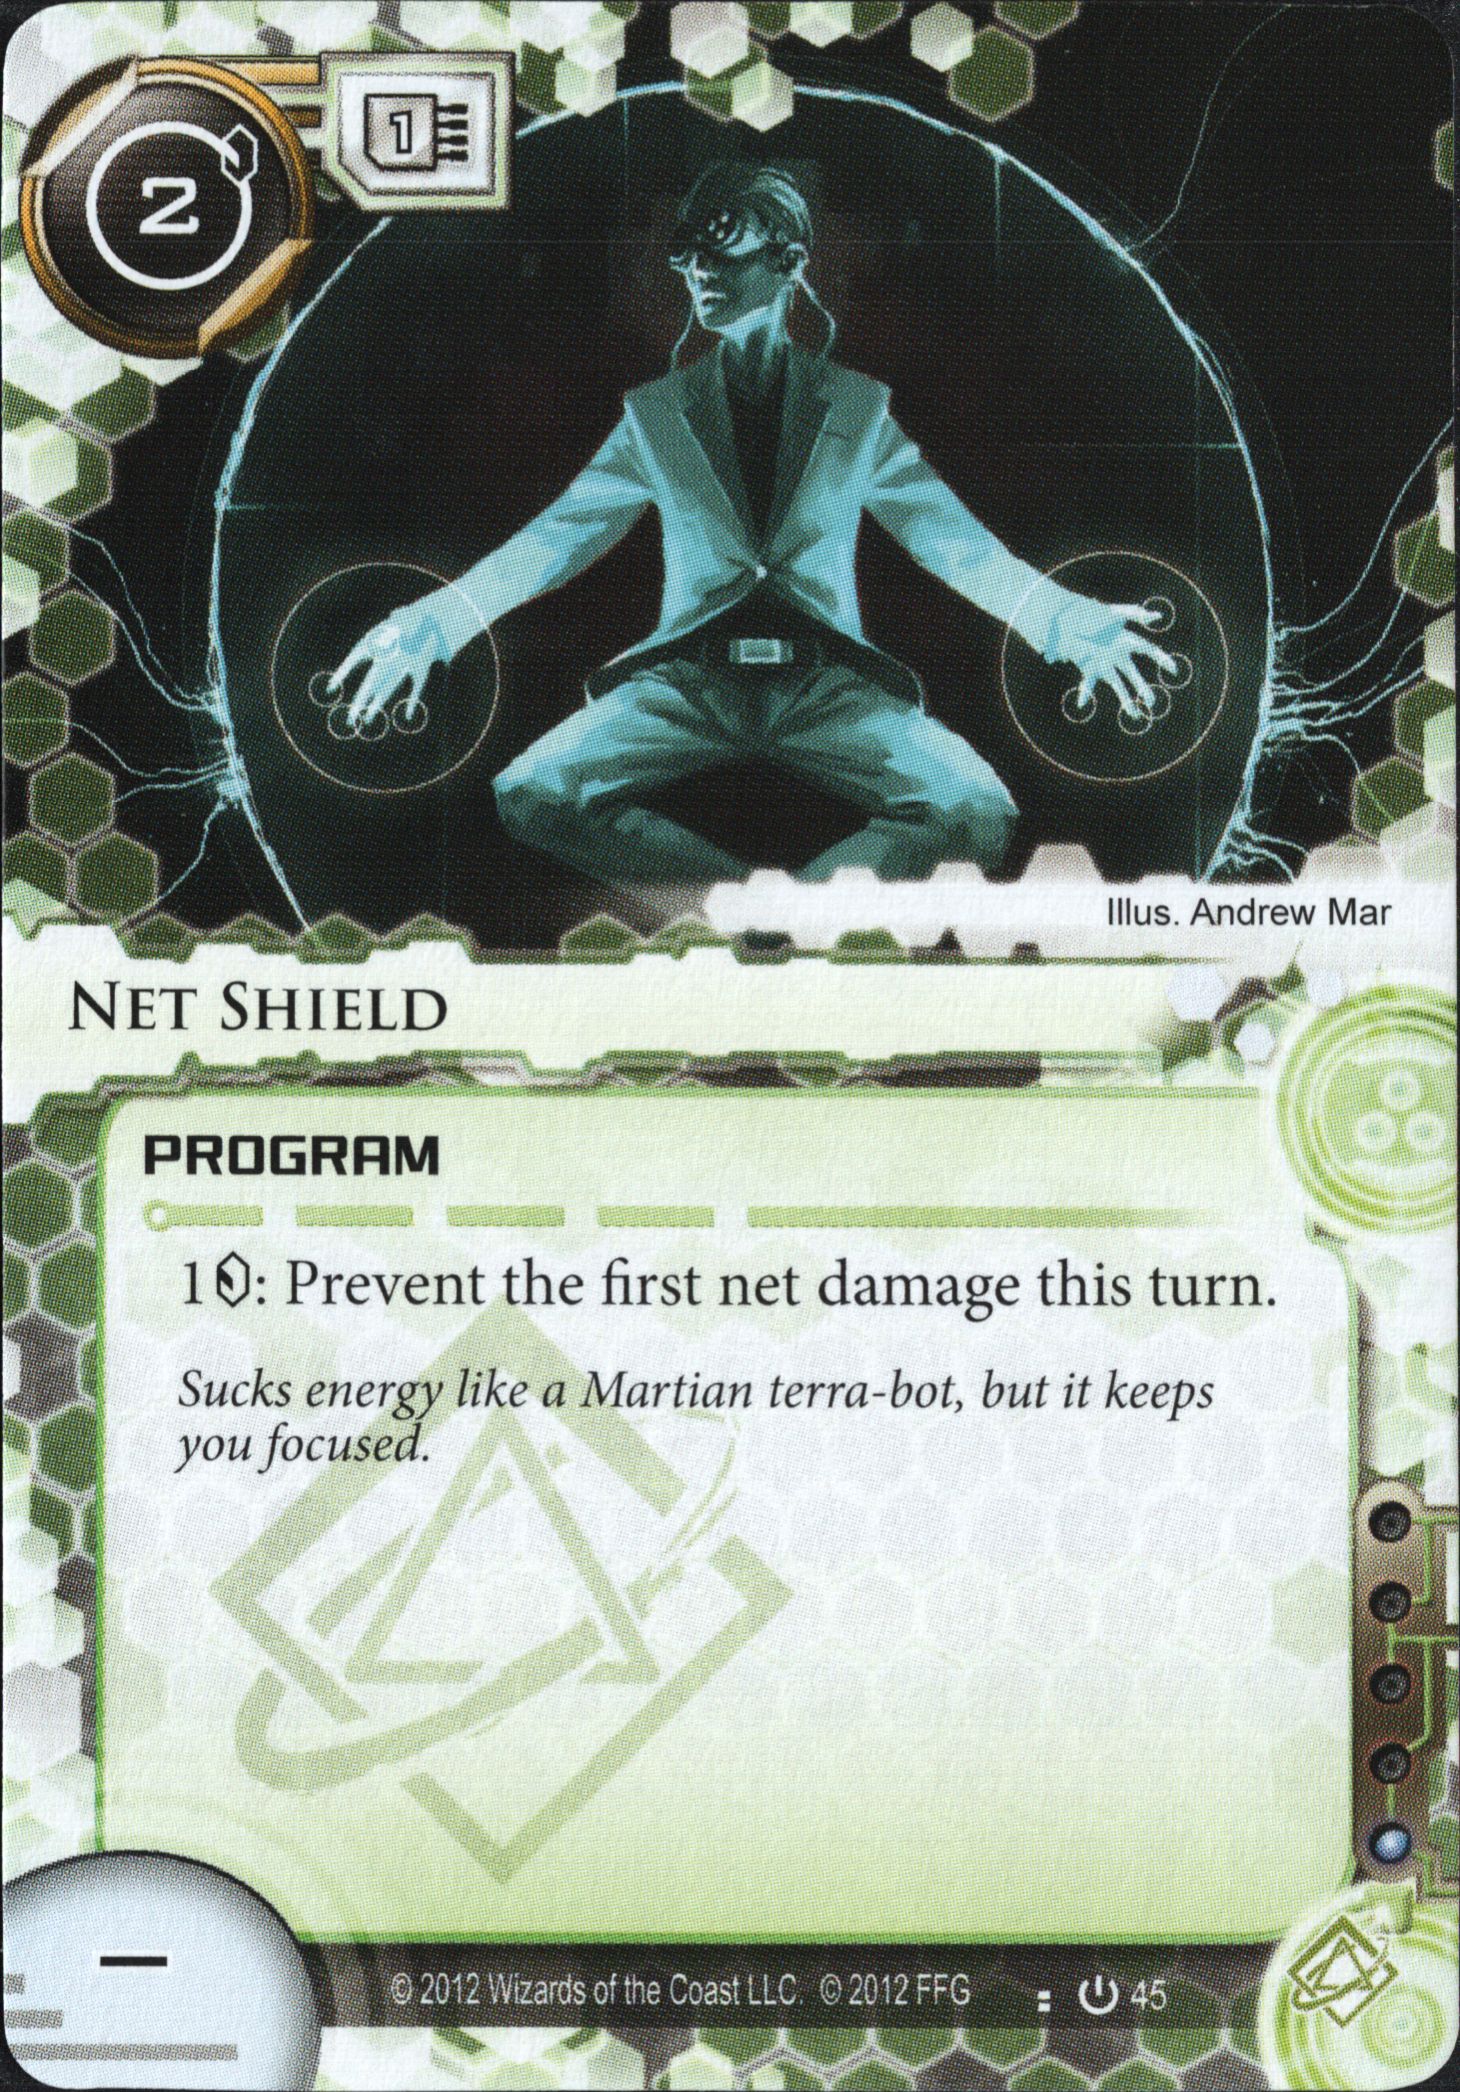 2
1
Illus. Andrew Mar
NET SHIELD
PROGRAM
1: Prevent the first net damage this turn.
Sucks energy like a Martian terra-bot, but it keeps
you focused.
–
© 2012 Wizards of the Coast LLC. © 2012 FFG
45